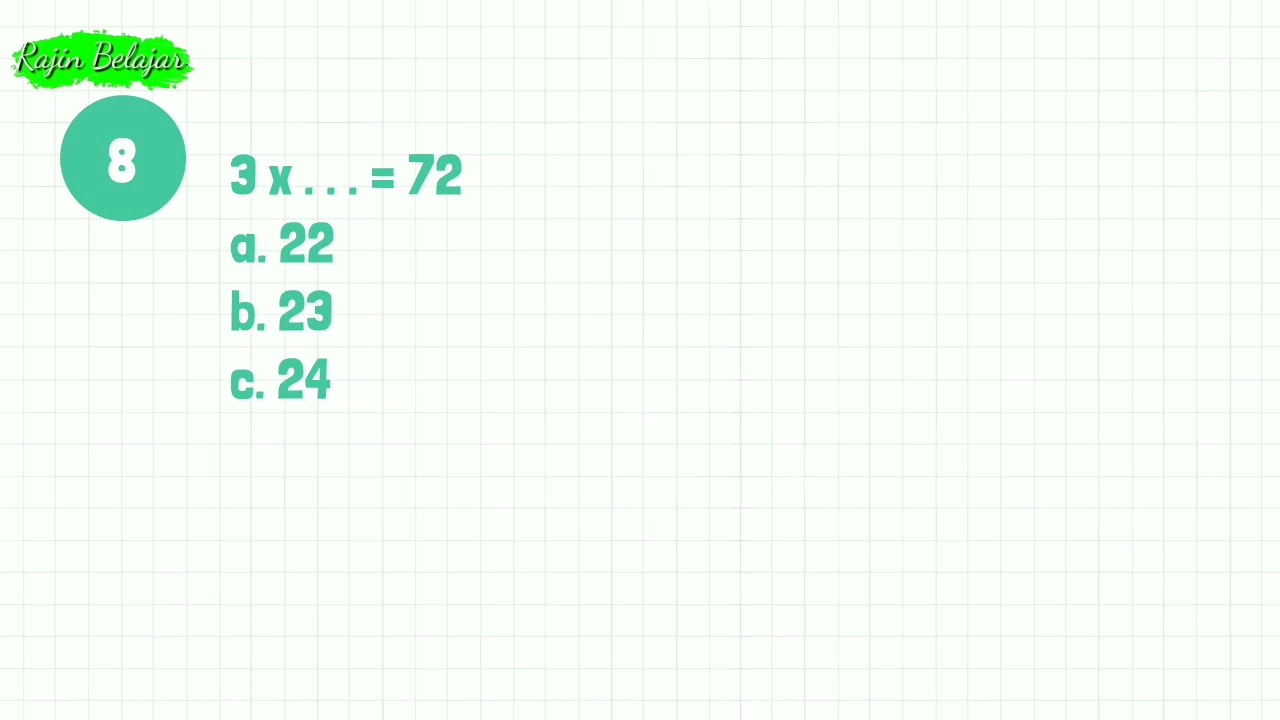 Rajin Belajar
8
3 x . . . = 72
a. 22
b. 23
c. 24